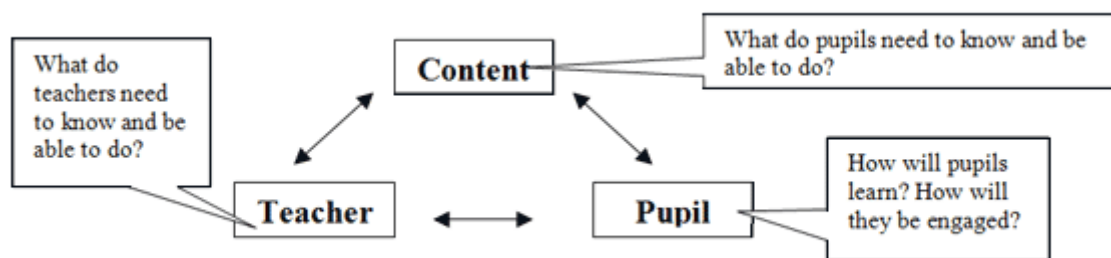 What do
teachers need
to know and be
able to do?
Content
What do pupils need to know and be
able to do?
Teacher
Pupil
How will pupils
learn? How will
they be engaged?